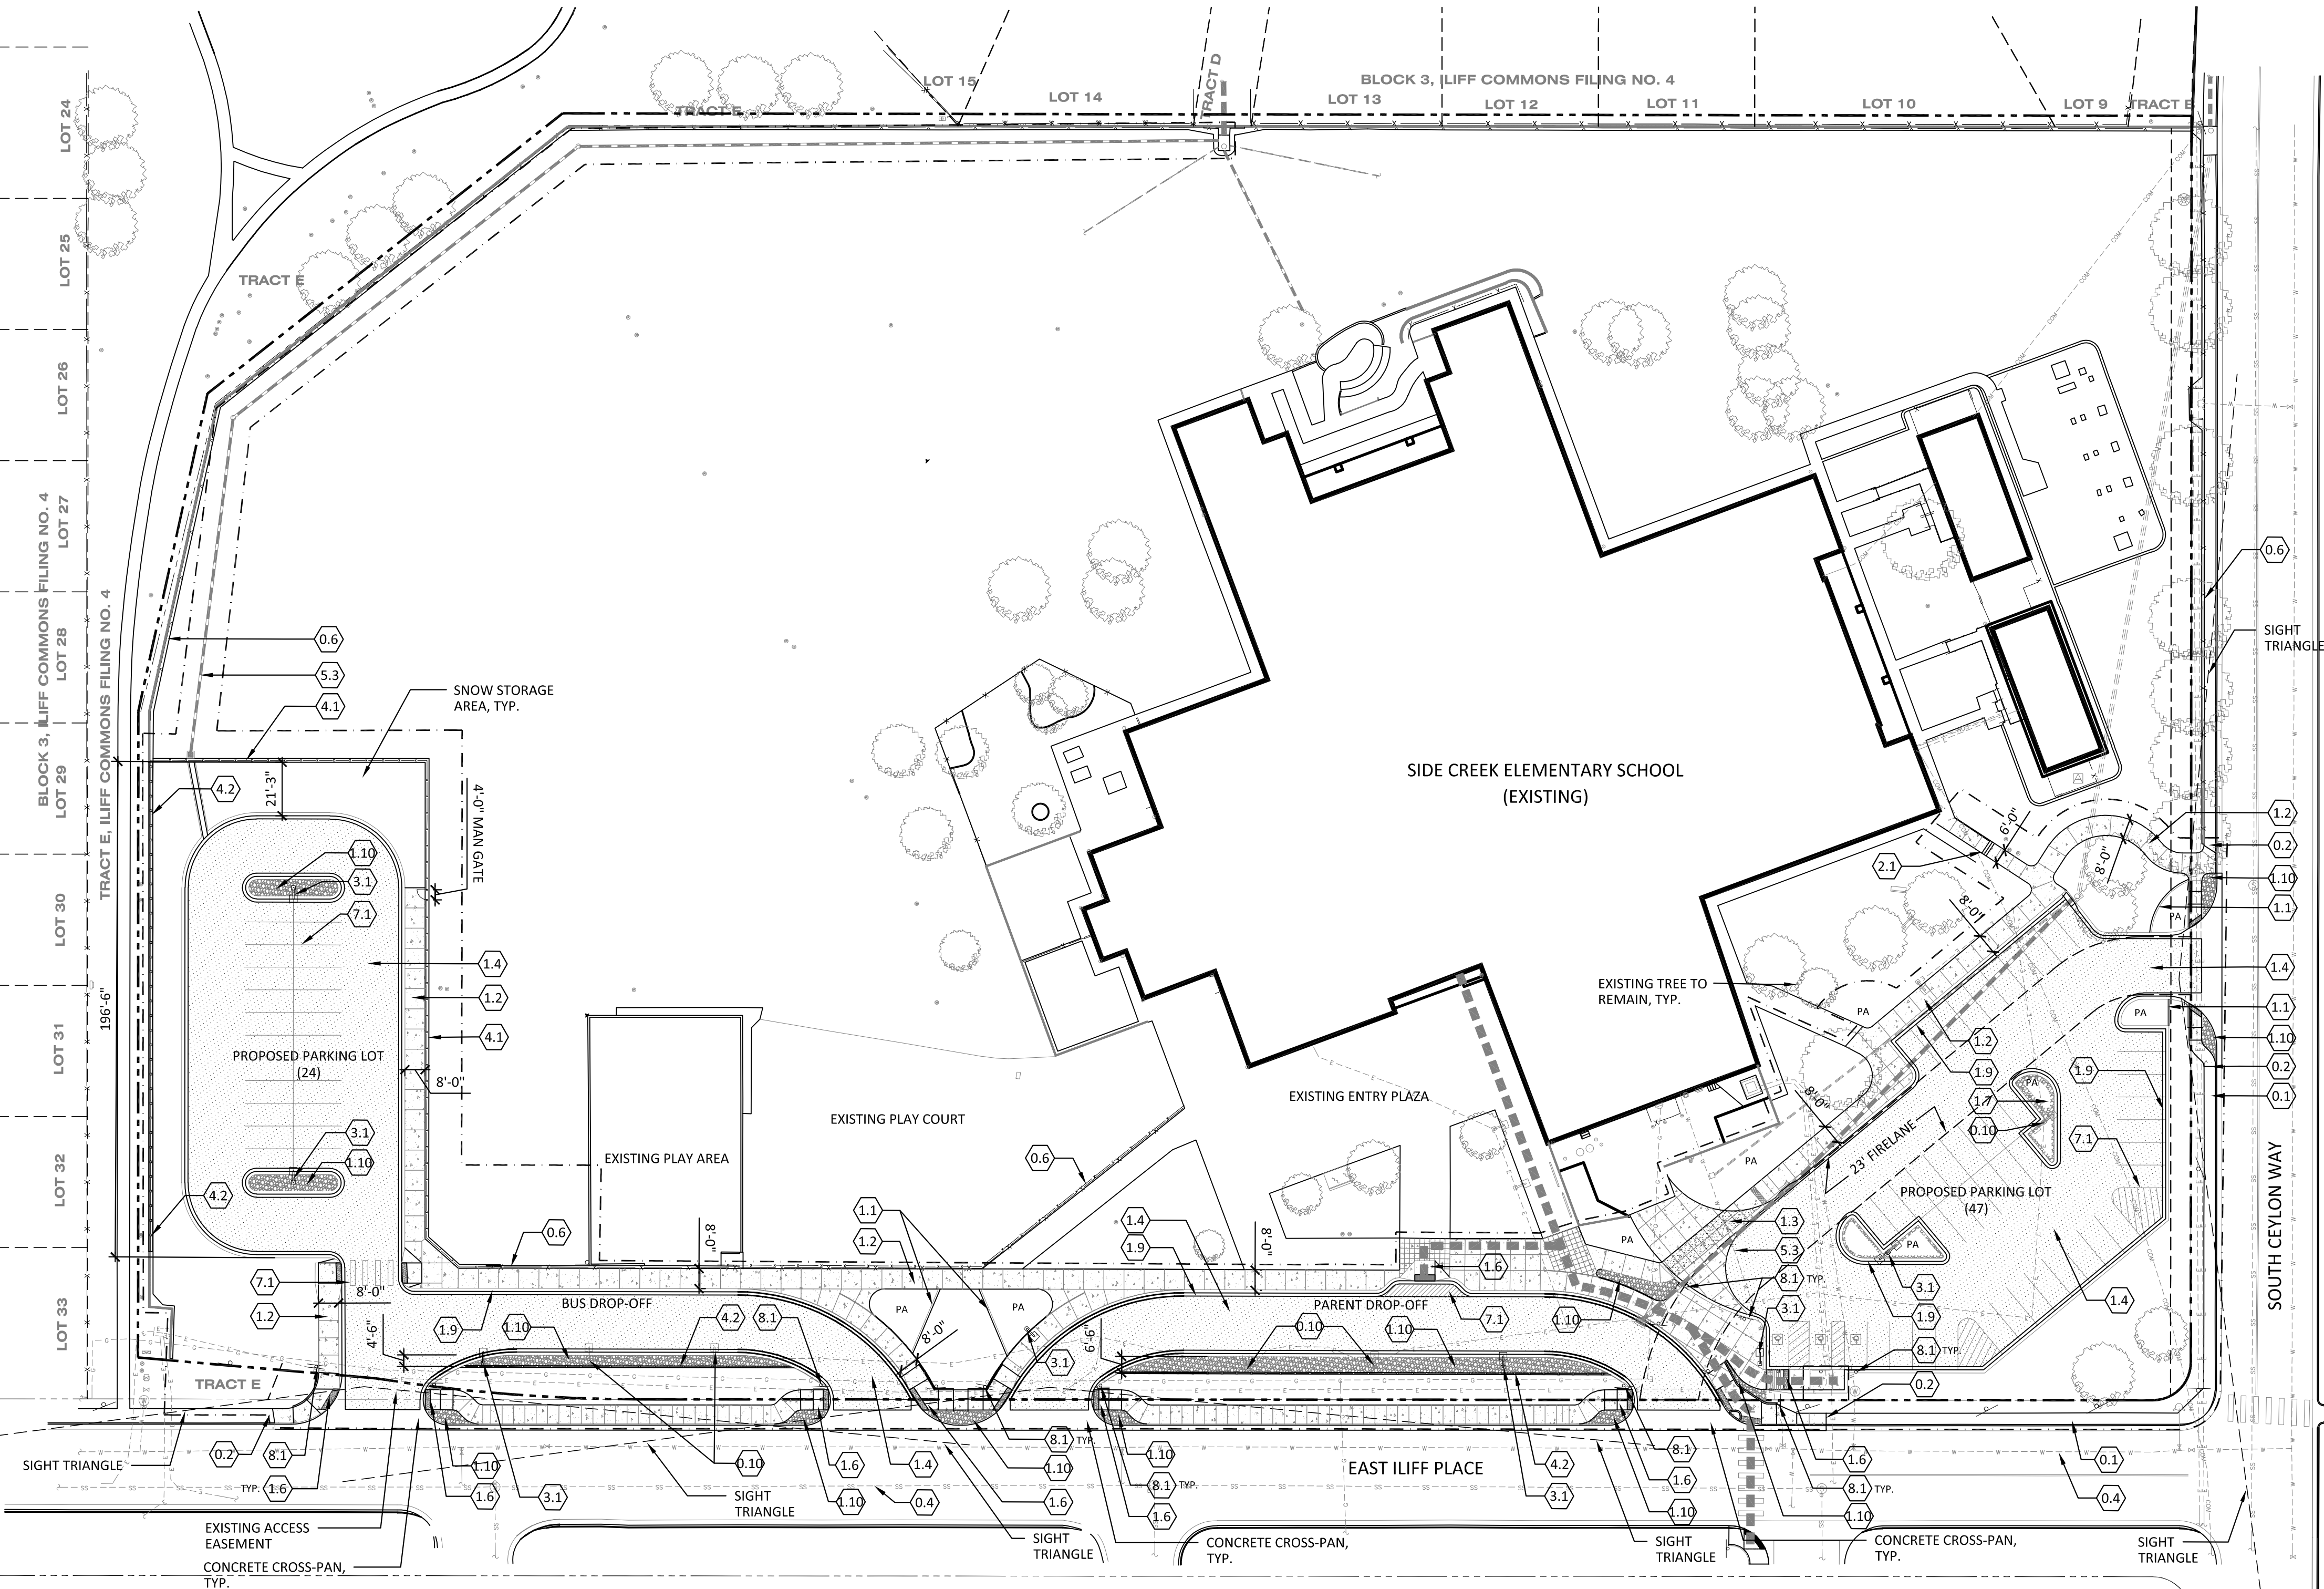 LOT 15
LOT 14
TRACT D
BLOCK 3, ILIFF COMMONS FILING NO. 4
LOT 13
LOT 12
LOT 11
LOT 10
LOT 9
TRACT E
TRACT E
TRACT E
LOT 24
LOT 25
LOT 26
LOT 27
LOT 28
LOT 29
LOT 30
LOT 31
LOT 32
LOT 33
BLOCK 3, ILIFF COMMONS FILING NO. 4
TRACT E, ILIFF COMMONS FILING NO. 4
0.6
5.3
4.1
SNOW STORAGE
AREA, TYP.
4.2
21'-3"
4'-0" MAN GATE
1.10
3.1
7.1
1.4
1.2
4.1
196'-6"
PROPOSED PARKING LOT
(24)
8'-0"
3.1
1.10
4.2
EXISTING PLAY AREA
EXISTING PLAY COURT
0.6
0.6
SIDE CREEK ELEMENTARY SCHOOL
(EXISTING)
EXISTING ENTRY PLAZA
EXISTING TREE TO
REMAIN, TYP.
2.1
6'-0"
8'-0"
8'-0"
8'-0"
PA
PA
PA
PA
PA
PA
PA
0.6
SIGHT
TRIANGLE
1.2
0.2
1.10
1.1
1.4
1.1
1.10
0.2
0.1
1.2
1.9
1.7
0.10
1.9
7.1
23' FIRELANE
PROPOSED PARKING LOT
(47)
SOUTH CEYLON WAY
1.3
5.3
8.1 TYP.
3.1
3.1
1.9
1.4
8.1 TYP.
0.2
7.1
1.2
8'-0"
4'-6"
BUS DROP-OFF
1.9
1.10
4.2
8.1
8'-0"
1.1
1.2
PA
PA
8'-0"
3.1
1.4
1.9
8'-0"
1.6
PARENT DROP-OFF
7.1
1.10
6'-6"
0.10
1.10
TRACT E
SIGHT TRIANGLE
0.2
8.1
TYP. 1.6
1.10
1.6
3.1
0.10
SIGHT
TRIANGLE
1.6
1.10
1.4
0.4
8.1 TYP.
1.10
1.6
SIGHT
TRIANGLE
1.10
8.1 TYP.
1.6
EAST ILIFF PLACE
4.2
3.1
8.1
1.6
1.10
1.6
8.1 TYP.
1.10
0.1
0.4
EXISTING ACCESS
EASEMENT
CONCRETE CROSS-PAN,
TYP.
CONCRETE CROSS-PAN,
TYP.
SIGHT
TRIANGLE
CONCRETE CROSS-PAN,
TYP.
SIGHT
TRIANGLE